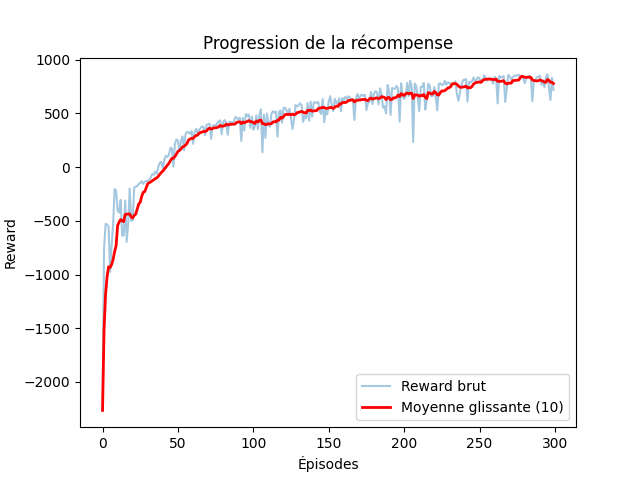 Progression de la récompense
1000
500
0
−500
−1000
−1500
−2000
Reward
0 50 100 150 200 250 300
Épisodes
Reward brut
Moyenne glissante (10)